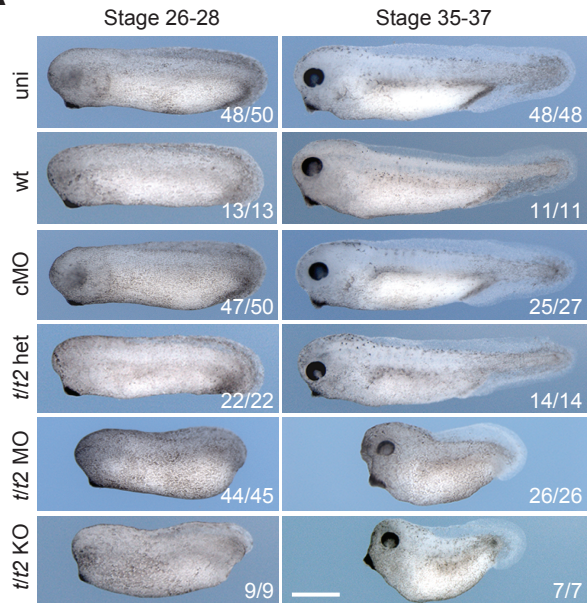 Stage 26-28 Stage 35-37
uni 48/50 48/48
wt 13/13 11/11
cMO 47/50 25/27
t/t2 het 22/22 14/14
t/t2 MO 44/45 26/26
t/t2 KO 9/9 7/7